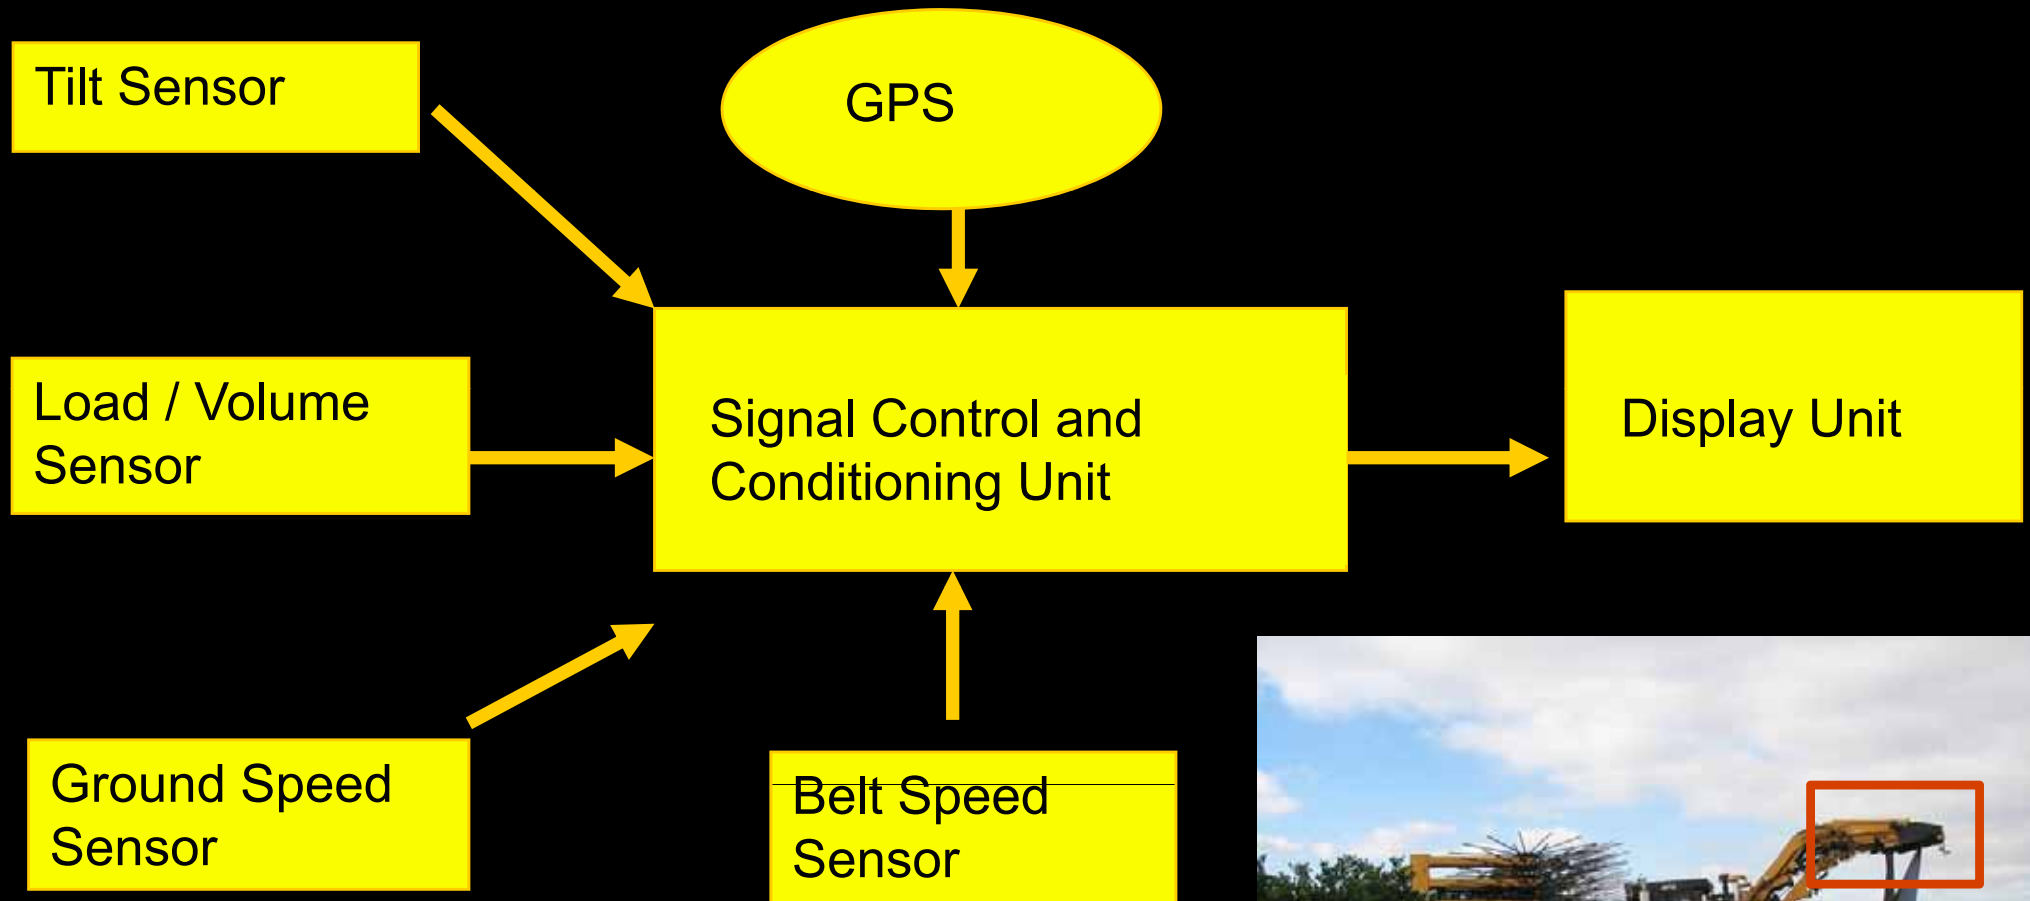 Tilt Sensor
GPS
Load / Volume
Sensor
Signal Control and
Conditioning Unit
Display Unit
Ground Speed
Sensor
Belt Speed
Sensor